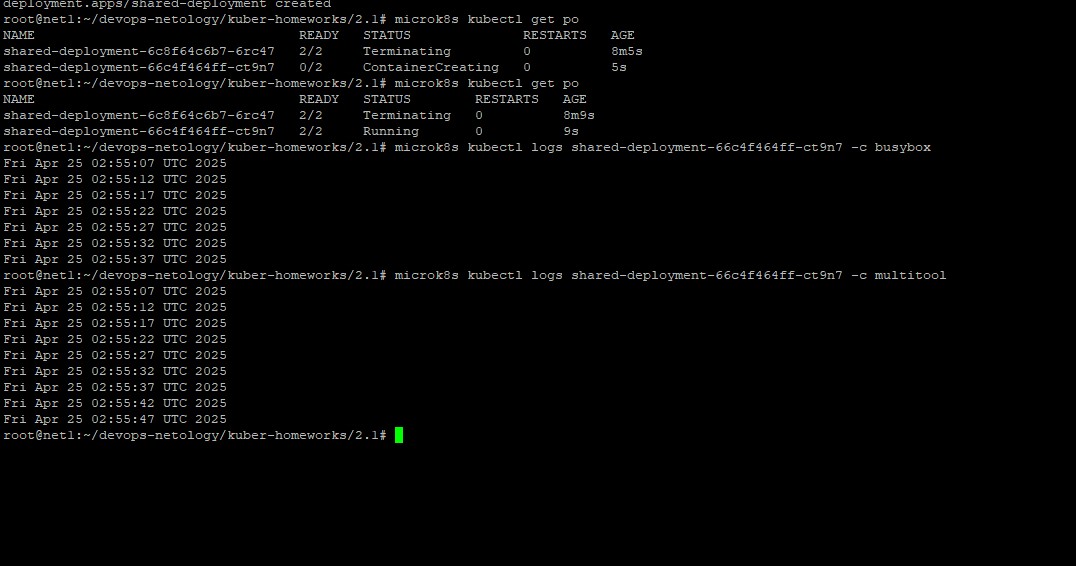 deployment.apps/shared-deployment created
root@net1:~/devops-netology/kuber-homeworks/2.1# microk8s kubectl get po
NAME                                 READY   STATUS              RESTARTS   AGE
shared-deployment-6c8f64c6b7-6rc47   2/2     Terminating         0          8m5s
shared-deployment-66c4f464ff-ct9n7   0/2     ContainerCreating   0          5s
root@net1:~/devops-netology/kuber-homeworks/2.1# microk8s kubectl get po
NAME                                 READY   STATUS        RESTARTS   AGE
shared-deployment-6c8f64c6b7-6rc47   2/2     Terminating   0          8m9s
shared-deployment-66c4f464ff-ct9n7   2/2     Running       0          9s
root@net1:~/devops-netology/kuber-homeworks/2.1# microk8s kubectl logs shared-deployment-66c4f464ff-ct9n7 -c busybox
Fri Apr 25 02:55:07 UTC 2025
Fri Apr 25 02:55:12 UTC 2025
Fri Apr 25 02:55:17 UTC 2025
Fri Apr 25 02:55:22 UTC 2025
Fri Apr 25 02:55:27 UTC 2025
Fri Apr 25 02:55:32 UTC 2025
Fri Apr 25 02:55:37 UTC 2025
root@net1:~/devops-netology/kuber-homeworks/2.1# microk8s kubectl logs shared-deployment-66c4f464ff-ct9n7 -c multitool
Fri Apr 25 02:55:07 UTC 2025
Fri Apr 25 02:55:12 UTC 2025
Fri Apr 25 02:55:17 UTC 2025
Fri Apr 25 02:55:22 UTC 2025
Fri Apr 25 02:55:27 UTC 2025
Fri Apr 25 02:55:32 UTC 2025
Fri Apr 25 02:55:37 UTC 2025
Fri Apr 25 02:55:42 UTC 2025
Fri Apr 25 02:55:47 UTC 2025
root@net1:~/devops-netology/kuber-homeworks/2.1#